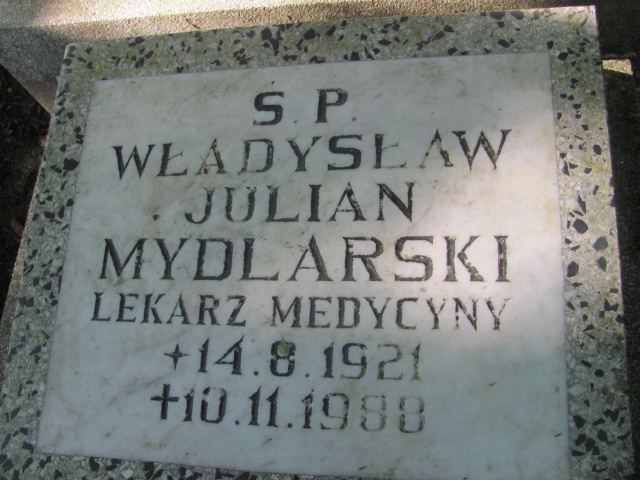 S. P.
WŁADYSŁAW
JULIAN
MYDLARSKI
LEKARZ MEDYCYNY
+14.8.1921
+10.11.1988